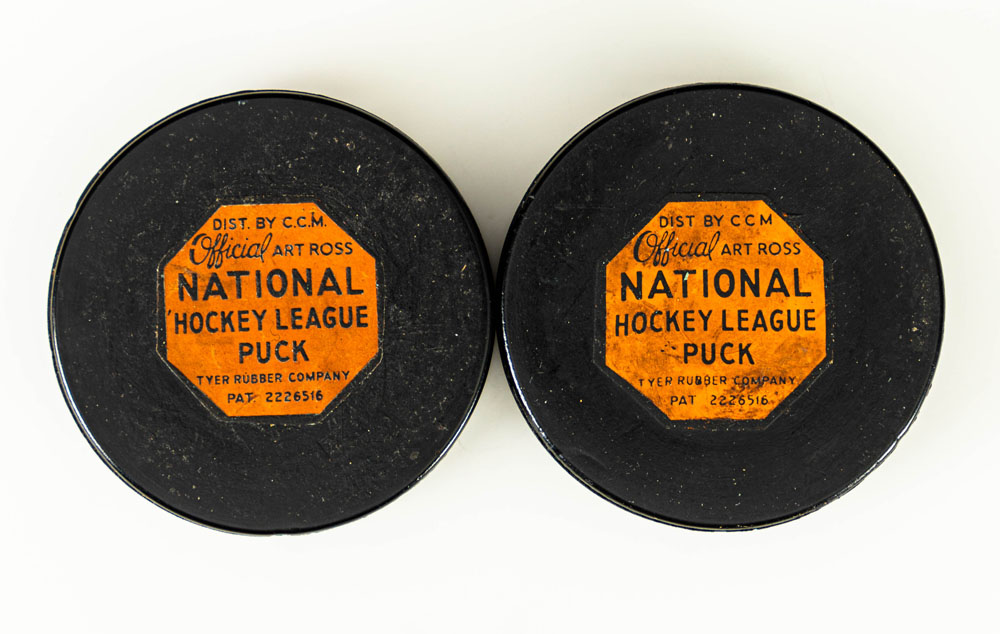 DIST. BY C.C.M.
Official ART ROSS
NATIONAL
HOCKEY LEAGUE
PUCK
TYER RUBBER COMPANY
PAT. 2226516
DIST BY CCM
Official ART ROSS
NATIONAL
HOCKEY LEAGUE
PUCK
TYER RUBBER COMPANY
PAT 2226516